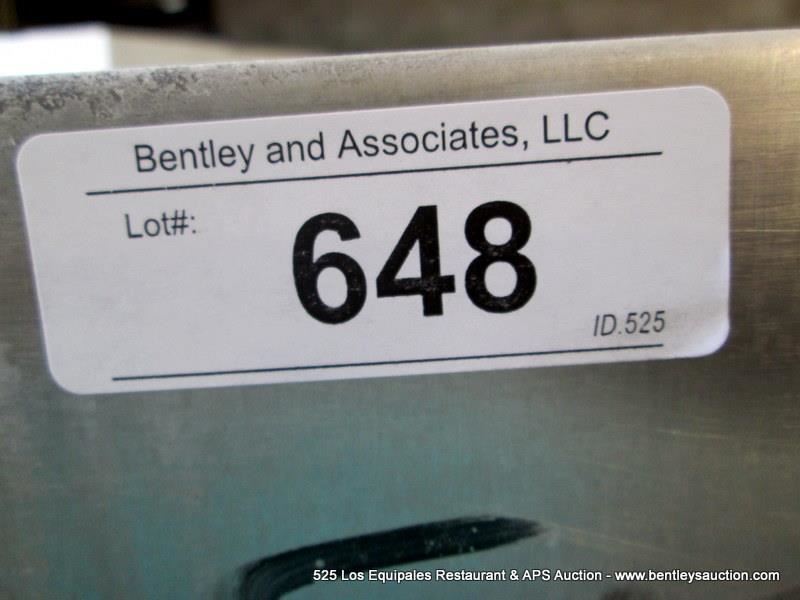 Bentley and Associates, LLC
Lot#:
648
ID.525
525 Los Equipales Restaurant & APS Auction - www.bentleysauction.com